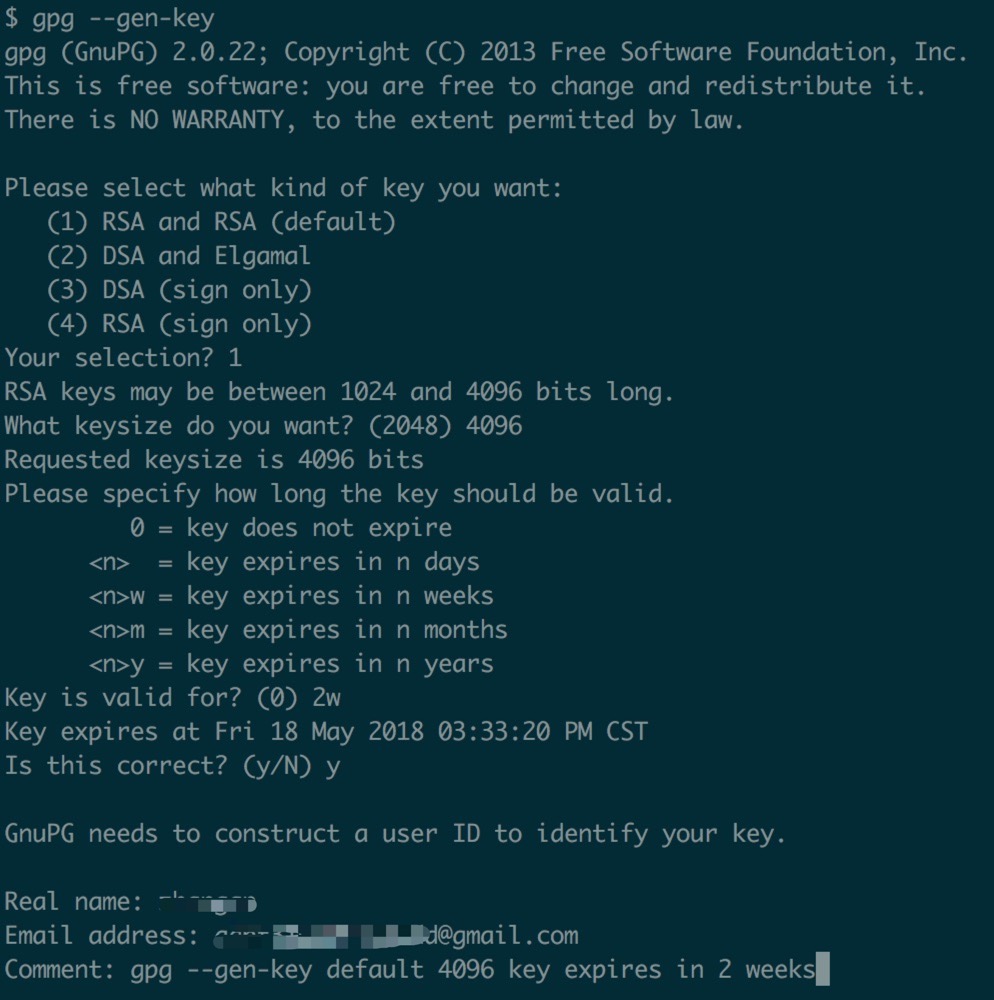 $ gpg --gen-key
gpg (GnuPG) 2.0.22; Copyright (C) 2013 Free Software Foundation, Inc.
This is free software: you are free to change and redistribute it.
There is NO WARRANTY, to the extent permitted by law.
Please select what kind of key you want:
(1) RSA and RSA (default)
(2) DSA and Elgamal
(3) DSA (sign only)
(4) RSA (sign only)
Your selection? 1
RSA keys may be between 1024 and 4096 bits long.
What keysize do you want? (2048) 4096
Requested keysize is 4096 bits
Please specify how long the key should be valid.
0 = key does not expire
<n>  = key expires in n days
<n>w = key expires in n weeks
<n>m = key expires in n months
<n>y = key expires in n years
Key is valid for? (0) 2w
Key expires at Fri 18 May 2018 03:33:20 PM CST
Is this correct? (y/N) y
GnuPG needs to construct a user ID to identify your key.
Real name:
Email address: d@gmail.com
Comment: gpg --gen-key default 4096 key expires in 2 weeks